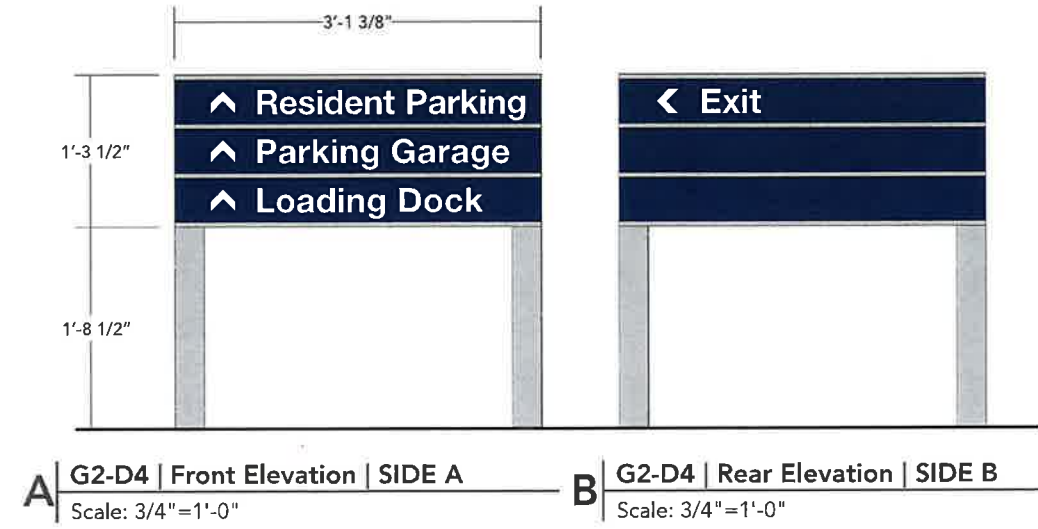 3'-1 3/8"
1'-3 1/2"
1'-8 1/2"
Resident Parking
Parking Garage
Loading Dock
Exit
A
G2-D4 | Front Elevation | SIDE A
Scale: 3/4"=1'-0"
B
G2-D4 | Rear Elevation | SIDE B
Scale: 3/4"=1'-0"